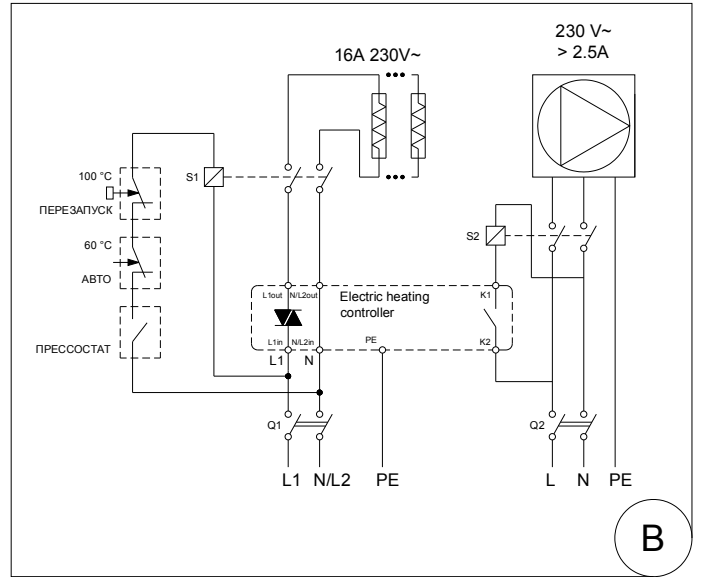 16A 230V~
230 V~
> 2.5A
100 °C
ПЕРЕЗАПУСК
60 °C
АВТО
ПРЕССОСТАТ
S1
S2
L1out N/L2out
Electric heating
controller
K1
L1in N/L2in
PE
K2
L1 N
Q1
Q2
L1 N/L2 PE
L N PE
B